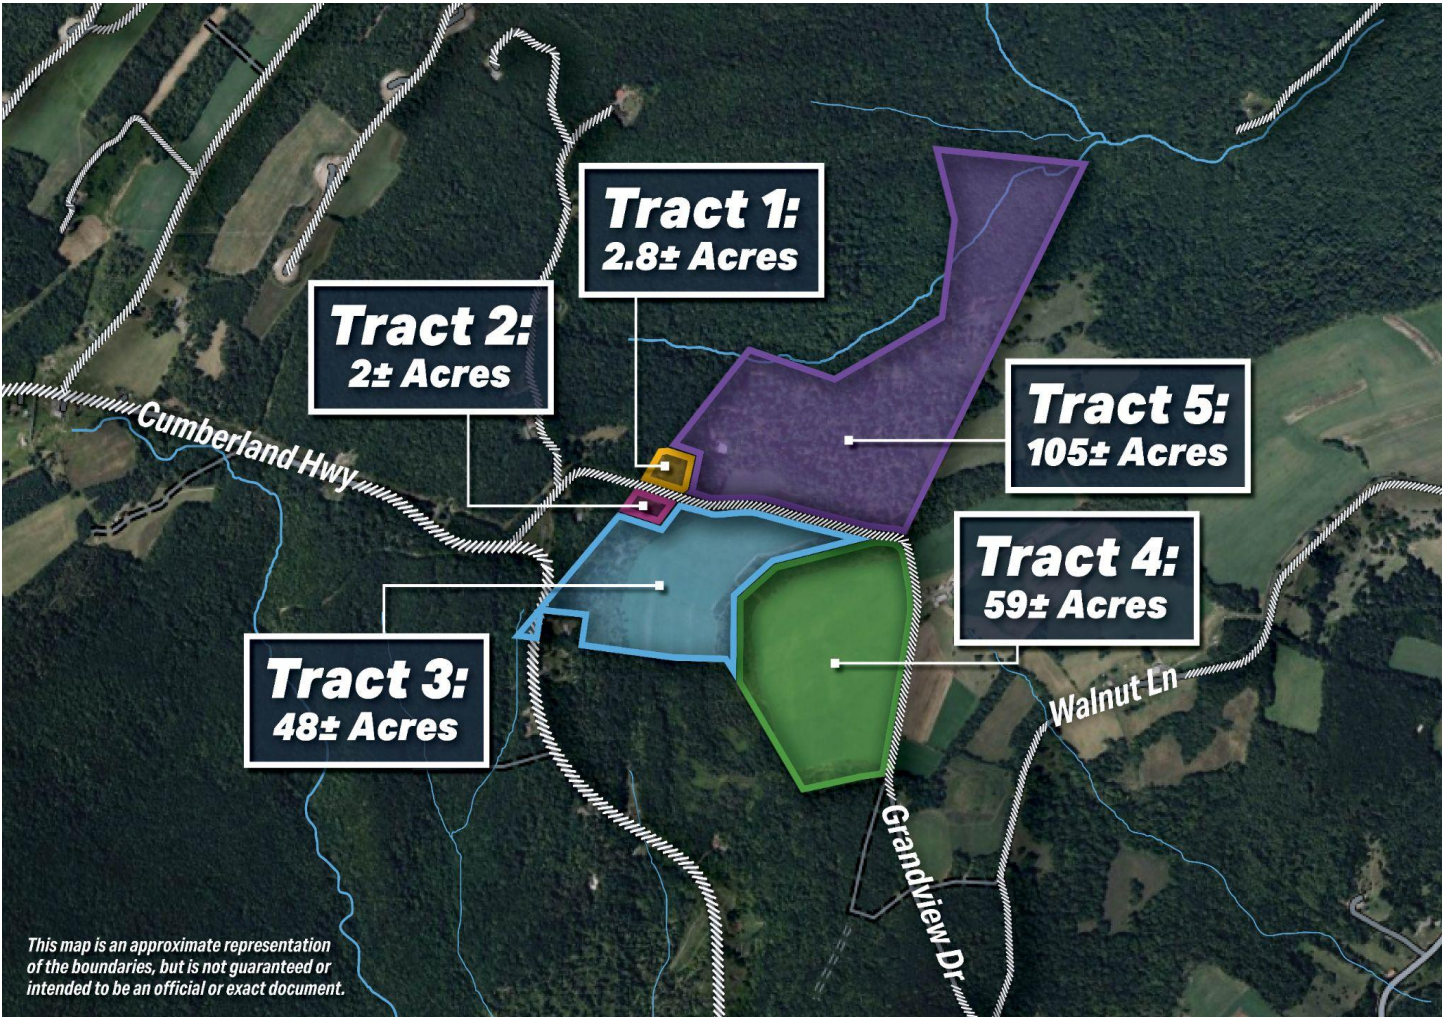 Tract 1:
2.8± Acres
Tract 2:
2± Acres
Cumberland Hwy
Tract 5:
105± Acres
Tract 4:
59± Acres
Tract 3:
48± Acres
Walnut Ln
Grandview Dr
This map is an approximate representation
of the boundaries, but is not guaranteed or
intended to be an official or exact document.